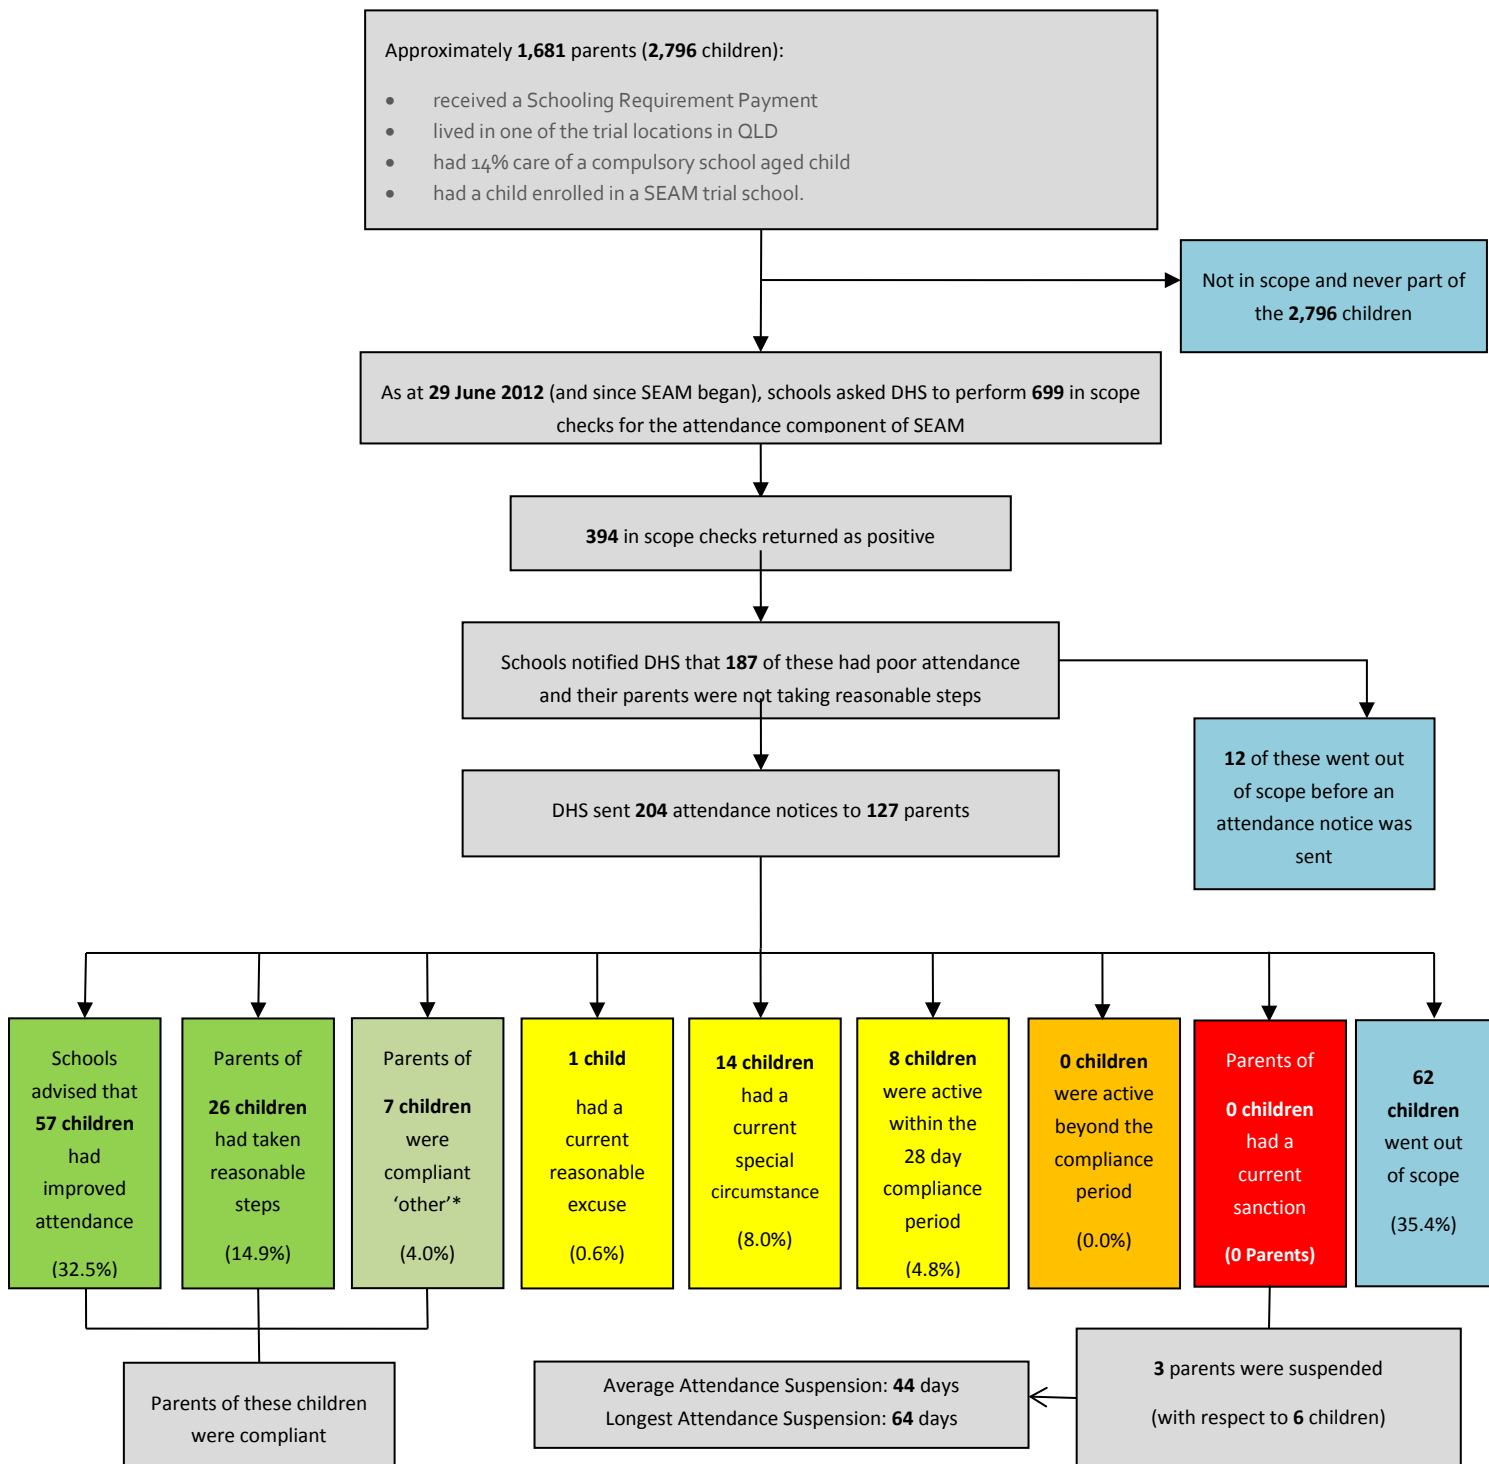 Approximately 1,681 parents (2,796 children):
• received a Schooling Requirement Payment
• lived in one of the trial locations in QLD
• had 14% care of a compulsory school aged child
• had a child enrolled in a SEAM trial school.
Not in scope and never part of
the 2,796 children
As at 29 June 2012 (and since SEAM began), schools asked DHS to perform 699 in scope
checks for the attendance component of SEAM
394 in scope checks returned as positive
Schools notified DHS that 187 of these had poor attendance
and their parents were not taking reasonable steps
12 of these went out
of scope before an
attendance notice was
sent
DHS sent 204 attendance notices to 127 parents
Schools
advised that
57 children
had
improved
attendance
(32.5%)
Parents of
26 children
had taken
reasonable
steps
(14.9%)
Parents of
7 children
were
compliant
‘other’*
(4.0%)
1 child
had a
current
reasonable
excuse
(0.6%)
14 children
had a
current
special
circumstance
(8.0%)
8 children
were active
within the
28 day
compliance
period
(4.8%)
0 children
were active
beyond the
compliance
period
(0.0%)
Parents of
0 children
had a
current
sanction
(0 Parents)
62
children
went out
of scope
(35.4%)
Parents of these children
were compliant
Average Attendance Suspension: 44 days
Longest Attendance Suspension: 64 days
3 parents were suspended
(with respect to 6 children)